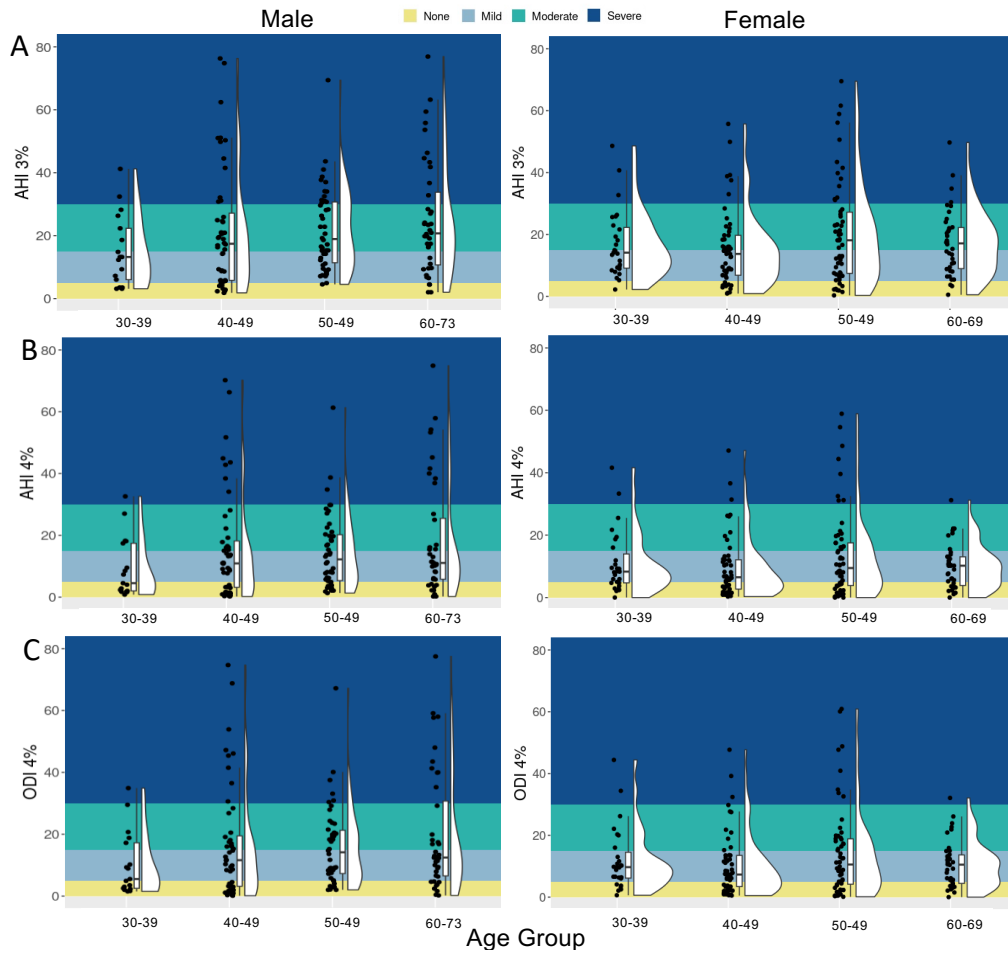 Male
None Mild Moderate Severe
Female
A
AHI 3%
80
60
40
20
0
30-39 40-49 50-49 60-73
AHI 3%
80
60
40
20
0
30-39 40-49 50-49 60-69
B
AHI 4%
80
60
40
20
0
30-39 40-49 50-49 60-73
AHI 4%
80
60
40
20
0
30-39 40-49 50-49 60-69
C
ODI 4%
80
60
40
20
0
30-39 40-49 50-49 60-73
ODI 4%
80
60
40
20
0
30-39 40-49 50-49 60-69
Age Group